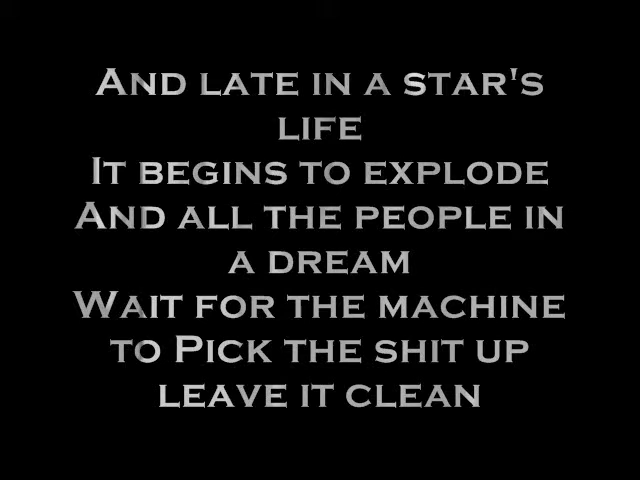 And late in a star's
life
It begins to explode
And all the people in
a dream
Wait for the machine
to Pick the shit up
leave it clean